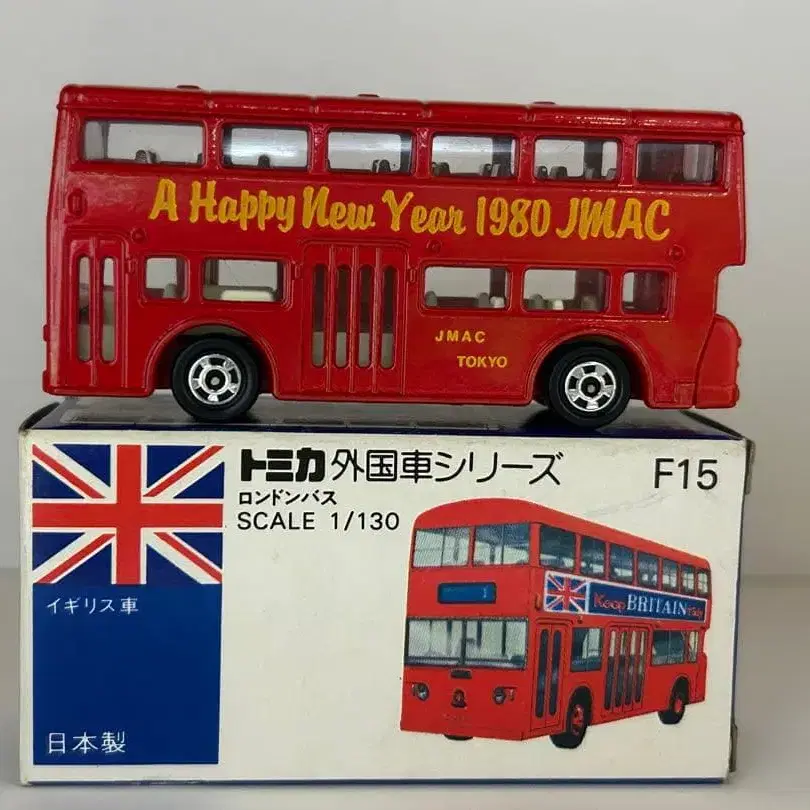 A Happy New Year 1980 JMAC
JMAC
TOKYO
トミカ外国車シリーズ F15
ロンドンバス
SCALE 1/130
イギリス車
Keep BRITAIN Tidy
日本製